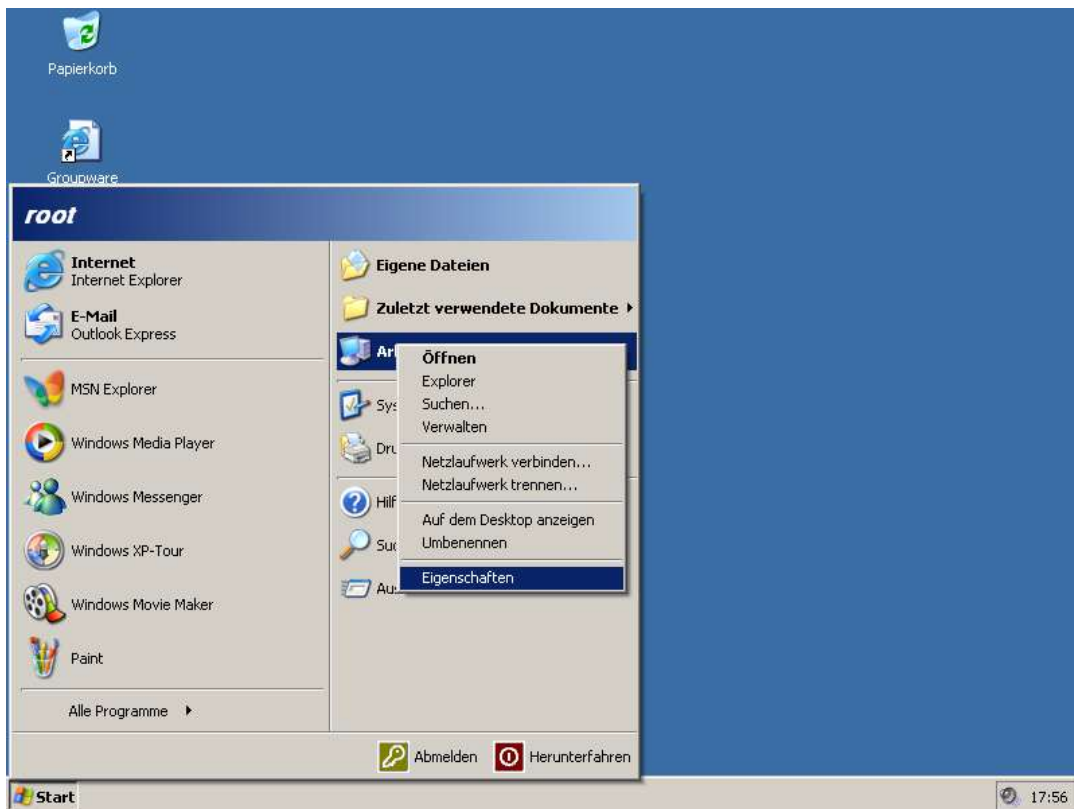 Papierkorb
Groupware
root
Internet
Internet Explorer
E-Mail
Outlook Express
MSN Explorer
Windows Media Player
Windows Messenger
Windows XP-Tour
Windows Movie Maker
Paint
Alle Programme
Eigene Dateien
Zuletzt verwendete Dokumente
Öffnen
Explorer
Suchen...
Verwalten
Netzlaufwerk verbinden...
Netzlaufwerk trennen...
Auf dem Desktop anzeigen
Umbenennen
Eigenschaften
Abmelden
Herunterfahren
Start
17:56